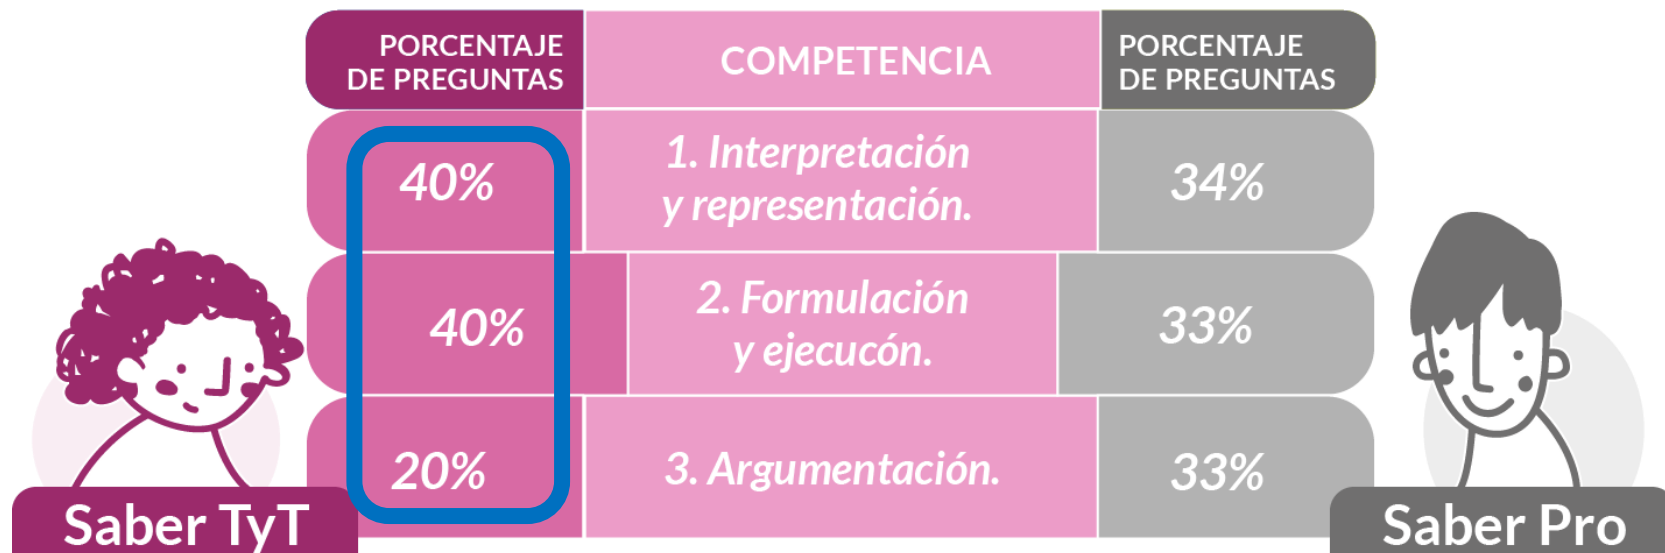 PORCENTAJE
DE PREGUNTAS
COMPETENCIA
PORCENTAJE
DE PREGUNTAS
40%
1. Interpretación
y representación.
34%
40%
2. Formulación
y ejecucón.
33%
20%
3. Argumentación.
33%
Saber TyT
Saber Pro